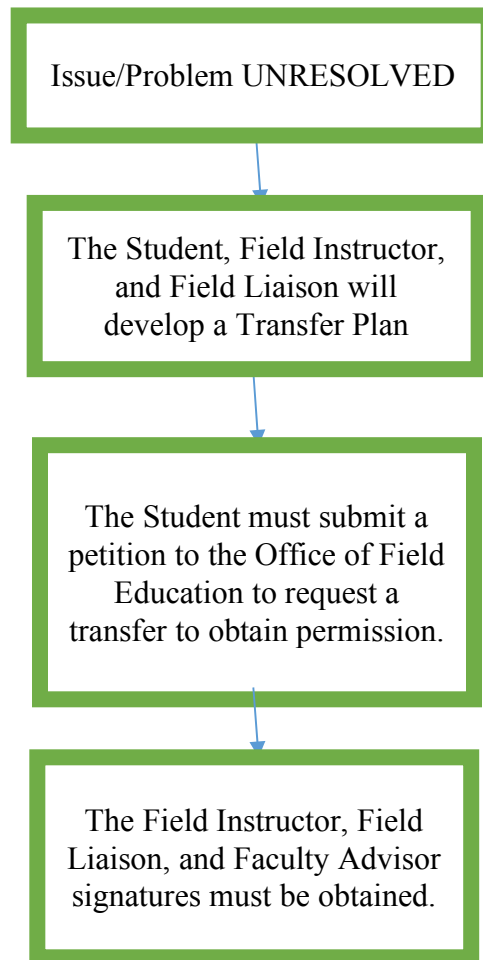 Issue/Problem UNRESOLVED
The Student, Field Instructor,
and Field Liaison will
develop a Transfer Plan
The Student must submit a
petition to the Office of Field
Education to request a
transfer to obtain permission.
The Field Instructor, Field
Liaison, and Faculty Advisor
signatures must be obtained.